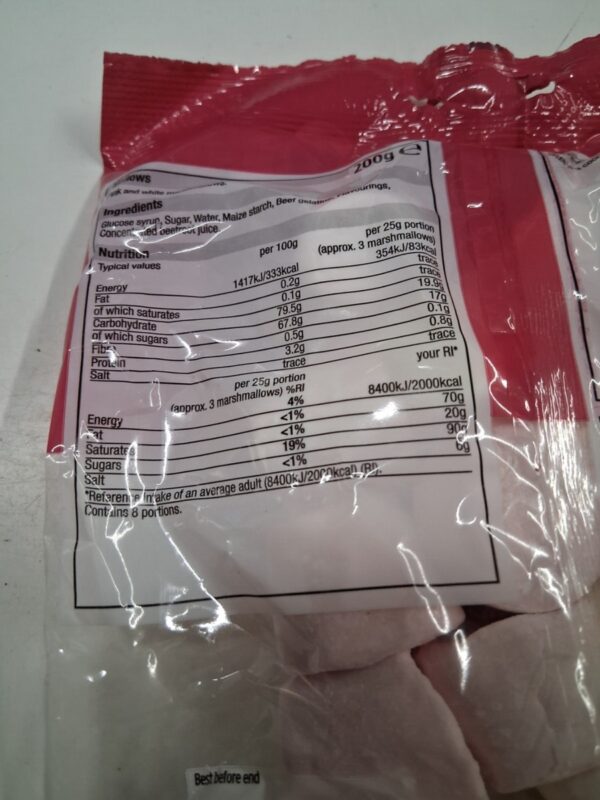 200g e
pink and white
Ingredients
Glucose syrup, Sugar, Water, Maize starch, Beef gelatine, Flavourings,
Concentrated beetroot juice.
Nutrition
Typical values per 100g per 25g portion
(approx. 3 marshmallows)
Energy 1417kJ/333kcal 354kJ/83kcal
Fat 0.2g trace
of which saturates 0.1g trace
Carbohydrate 79.5g 19.9g
of which sugars 67.8g 17g
Fibre 0.5g 0.1g
Protein 3.2g 0.8g
Salt trace trace
per 25g portion your RI*
(approx. 3 marshmallows) %RI
Energy 4% 8400kJ/2000kcal
Fat <1% 70g
Saturates <1% 20g
Sugars 19% 90g
Salt <1% 6g
*Reference intake of an average adult (8400kJ/2000kcal) (RI).
Contains 8 portions.
Best before end